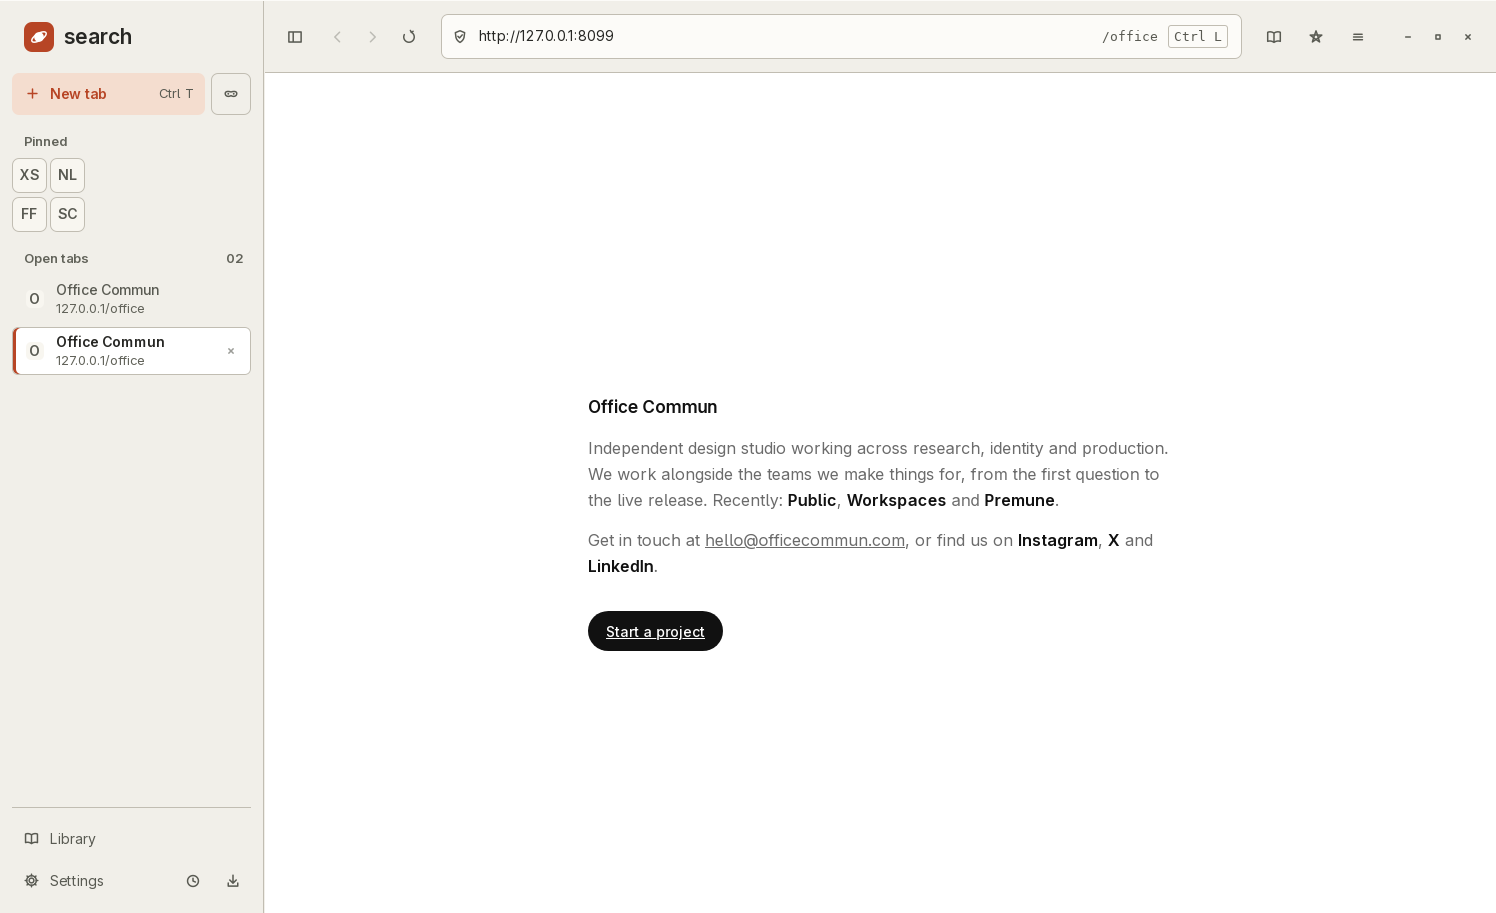 search
http://127.0.0.1:8099
/office
Ctrl L
New tab
Ctrl T
Pinned
XS
NL
FF
SC
Open tabs
02
O
Office Commun
127.0.0.1/office
O
Office Commun
127.0.0.1/office
Office Commun
Independent design studio working across research, identity and production.
We work alongside the teams we make things for, from the first question to
the live release. Recently: Public, Workspaces and Premune.
Get in touch at hello@officecommun.com, or find us on Instagram, X and
LinkedIn.
Start a project
Library
Settings